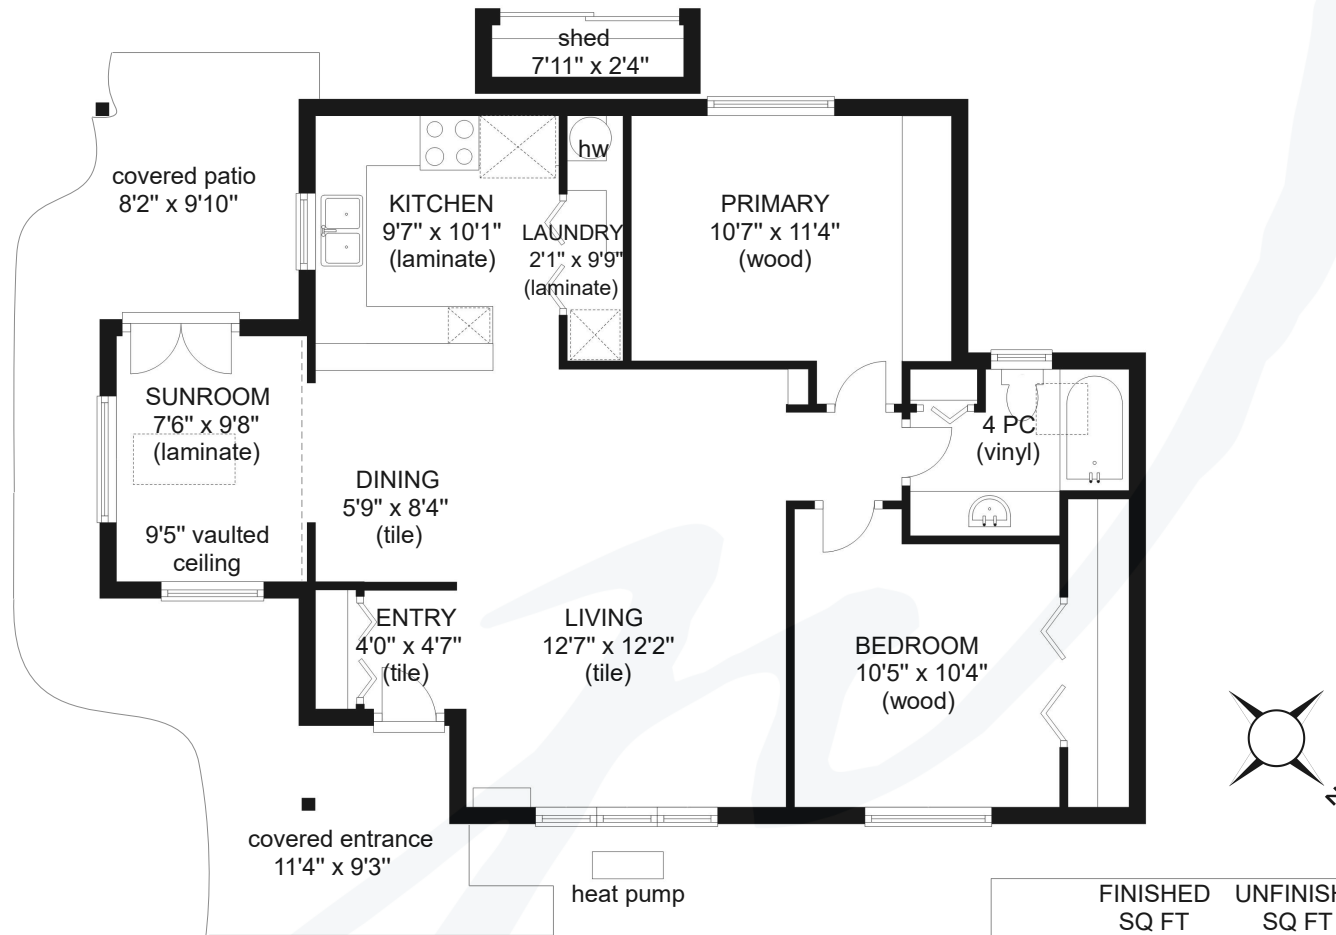 shed
7'11" x 2'4"
covered patio
8'2" x 9'10"
hw
KITCHEN
9'7" x 10'1"
(laminate)
LAUNDRY
2'1" x 9'9"
(laminate)
PRIMARY
10'7" x 11'4"
(wood)
SUNROOM
7'6" x 9'8"
(laminate)
9'5" vaulted
ceiling
4 PC
(vinyl)
DINING
5'9" x 8'4"
(tile)
ENTRY
4'0" x 4'7"
(tile)
LIVING
12'7" x 12'2"
(tile)
BEDROOM
10'5" x 10'4"
(wood)
covered entrance
11'4" x 9'3"
heat pump
FINISHED UNFINISH
SQ FT SQ FT